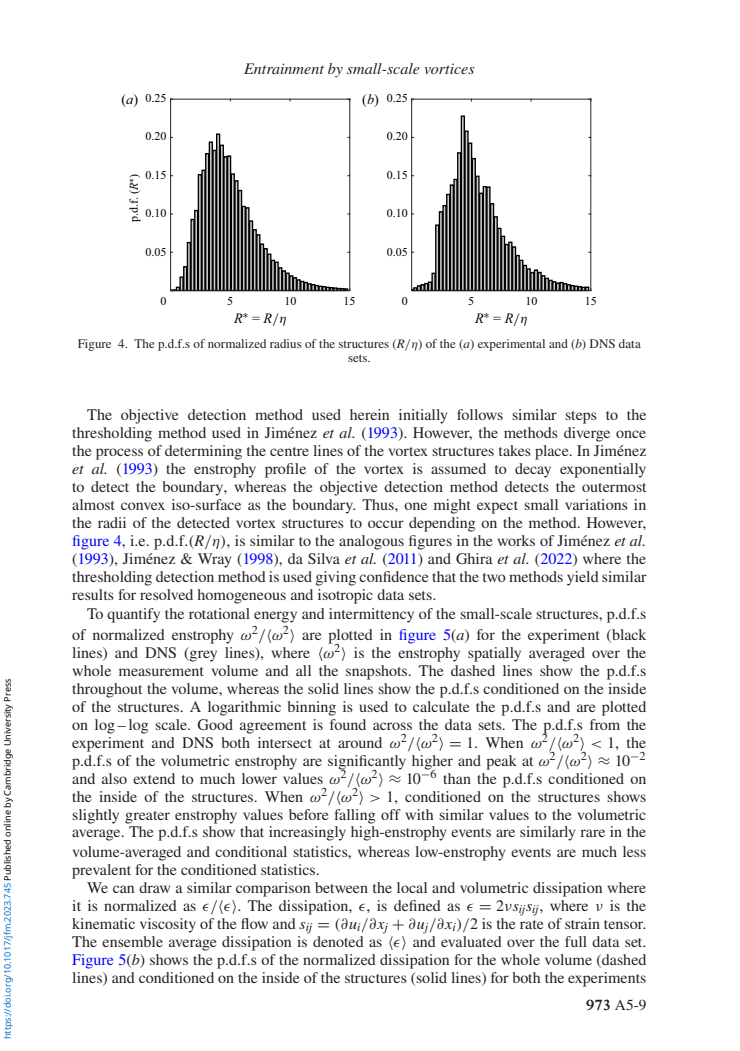 Entrainment by small-scale vortices
(a) 0.25 (b) 0.25
0.20 0.20
0.15 0.15
0.10 0.10
0.05 0.05
p.d.f. (R*)
0 5 10 15 0 5 10 15
R* = R/η R* = R/η
Figure 4. The p.d.f.s of normalized radius of the structures (R/η) of the (a) experimental and (b) DNS data
sets.
The objective detection method used herein initially follows similar steps to the
thresholding method used in Jiménez et al. (1993). However, the methods diverge once
the process of determining the centre lines of the vortex structures takes place. In Jiménez
et al. (1993) the enstrophy profile of the vortex is assumed to decay exponentially
to detect the boundary, whereas the objective detection method detects the outermost
almost convex iso-surface as the boundary. Thus, one might expect small variations in
the radii of the detected vortex structures to occur depending on the method. However,
figure 4, i.e. p.d.f.(R/η), is similar to the analogous figures in the works of Jiménez et al.
(1993), Jiménez & Wray (1998), da Silva et al. (2011) and Ghira et al. (2022) where the
thresholding detection method is used giving confidence that the two methods yield similar
results for resolved homogeneous and isotropic data sets.
To quantify the rotational energy and intermittency of the small-scale structures, p.d.f.s
of normalized enstrophy ω²/⟨ω²⟩ are plotted in figure 5(a) for the experiment (black
lines) and DNS (grey lines), where ⟨ω²⟩ is the enstrophy spatially averaged over the
whole measurement volume and all the snapshots. The dashed lines show the p.d.f.s
throughout the volume, whereas the solid lines show the p.d.f.s conditioned on the inside
of the structures. A logarithmic binning is used to calculate the p.d.f.s and are plotted
on log–log scale. Good agreement is found across the data sets. The p.d.f.s from the
experiment and DNS both intersect at around ω²/⟨ω²⟩ = 1. When ω²/⟨ω²⟩ < 1, the
p.d.f.s of the volumetric enstrophy are significantly higher and peak at ω²/⟨ω²⟩ ≈ 10⁻²
and also extend to much lower values ω²/⟨ω²⟩ ≈ 10⁻⁶ than the p.d.f.s conditioned on
the inside of the structures. When ω²/⟨ω²⟩ > 1, conditioned on the structures shows
slightly greater enstrophy values before falling off with similar values to the volumetric
average. The p.d.f.s show that increasingly high-enstrophy events are similarly rare in the
volume-averaged and conditional statistics, whereas low-enstrophy events are much less
prevalent for the conditioned statistics.
We can draw a similar comparison between the local and volumetric dissipation where
it is normalized as ϵ/⟨ϵ⟩. The dissipation, ϵ, is defined as ϵ = 2νsᵢⱼsᵢⱼ, where ν is the
kinematic viscosity of the flow and sᵢⱼ = (∂uᵢ/∂xⱼ + ∂uⱼ/∂xᵢ)/2 is the rate of strain tensor.
The ensemble average dissipation is denoted as ⟨ϵ⟩ and evaluated over the full data set.
Figure 5(b) shows the p.d.f.s of the normalized dissipation for the whole volume (dashed
lines) and conditioned on the inside of the structures (solid lines) for both the experiments
973 A5-9
https://doi.org/10.1017/jfm.2023.745 Published online by Cambridge University Press